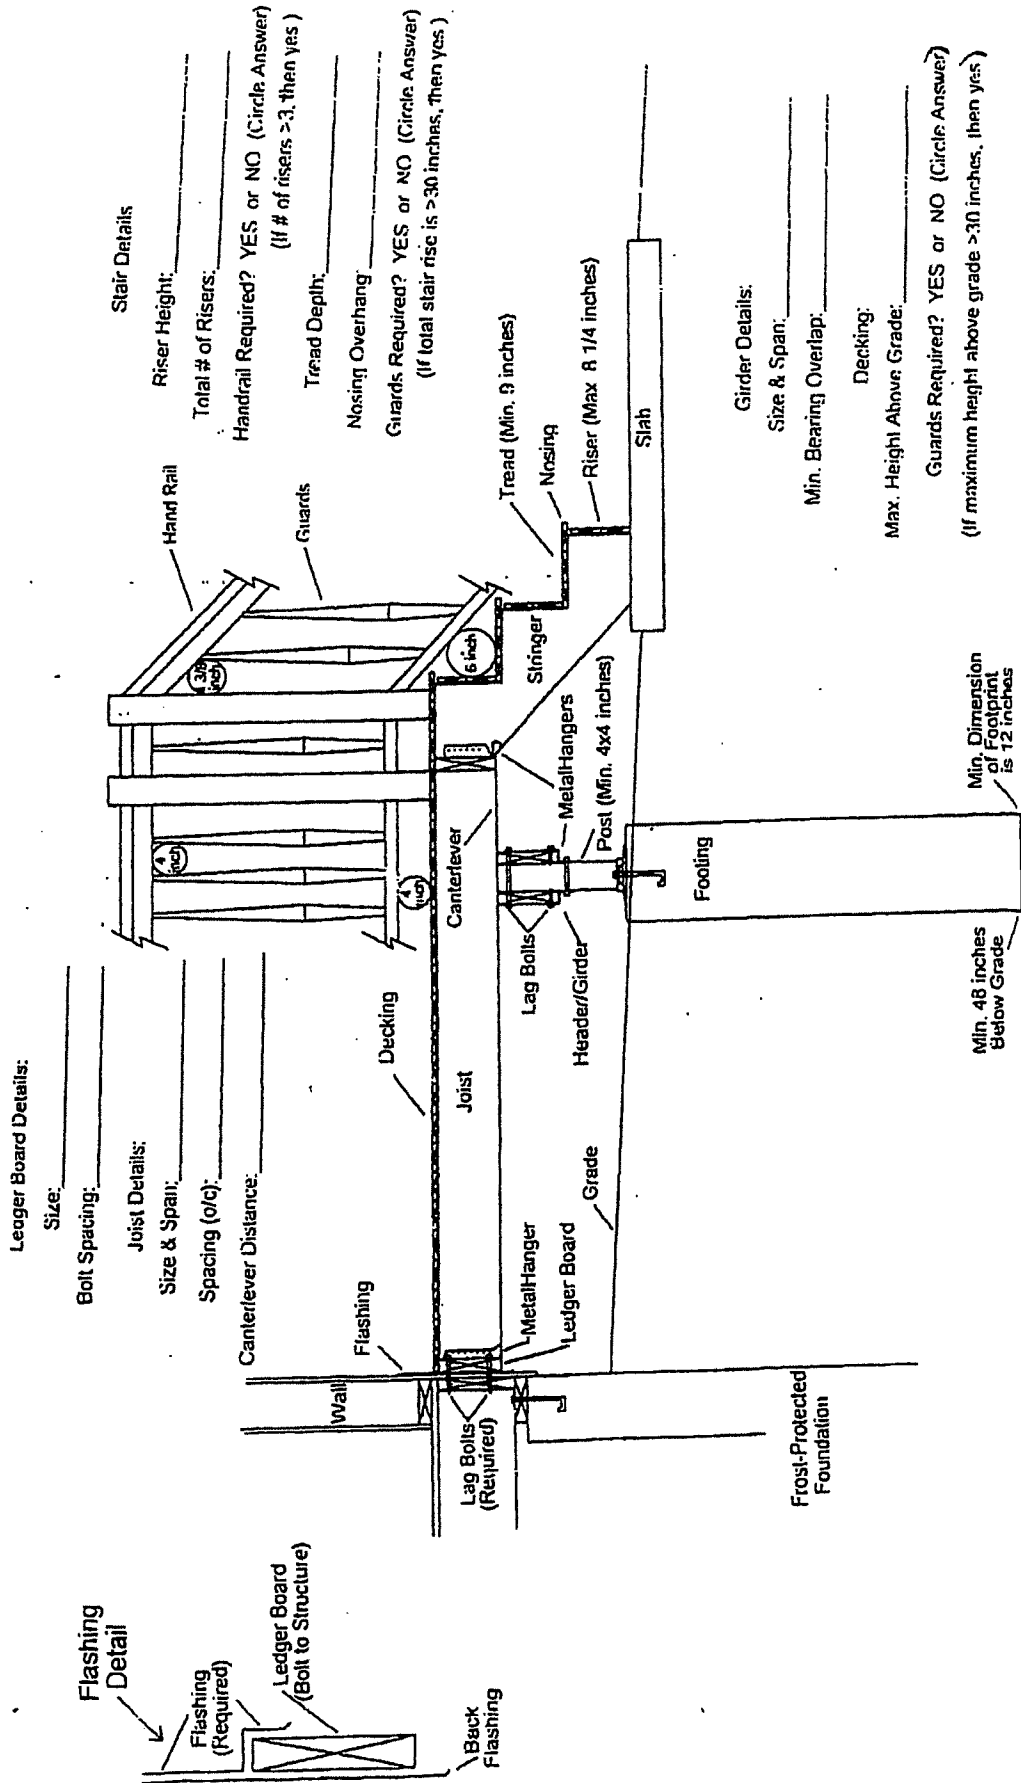 Flashing
Detail
Flashing
(Required)
Ledger Board
(Bolt to Structure)
Back
Flashing
Ledger Board Details:
Size:
Bolt Spacing:
Joist Details:
Size & Span:
Spacing (o/c):
Canterlever Distance:
Stair Details
Riser Height:
Total # of Risers:
Handrail Required? YES or NO (Circle Answer)
(If # of risers >3, then yes)
Tread Depth:
Nosing Overhang:
Guards Required? YES or NO (Circle Answer)
(If total stair rise is >30 inches, then yes)
Hand Rail
Guards
4
inch
4
inch
4 3/8
inch
6 inch
Tread (Min. 9 inches)
Nosing
Riser (Max 8 1/4 inches)
Stringer
Slab
Flashing
Decking
Wall
Joist
Canterlever
Lag Bolts
(Required)
MetalHanger
Ledger Board
Lag Bolts
Header/Girder
MetalHangers
Post (Min. 4x4 inches)
Grade
Footing
Frost-Protected
Foundation
Min. 48 inches
Below Grade
Min. Dimension
of Footprint
is 12 inches
Girder Details:
Size & Span:
Min. Bearing Overlap:
Decking:
Max. Height Above Grade:
Guards Required? YES or NO (Circle Answer)
(If maximum height above grade >30 inches, then yes)